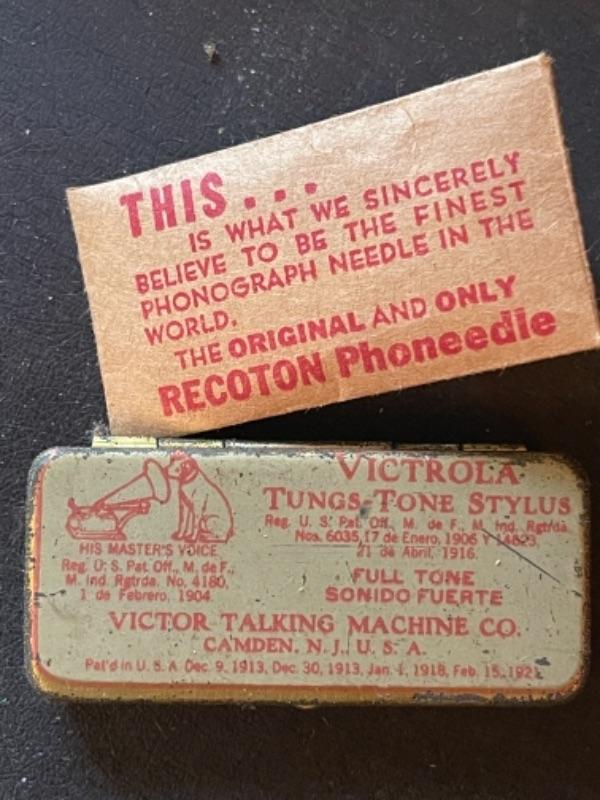 THIS...
IS WHAT WE SINCERELY
BELIEVE TO BE THE FINEST
PHONOGRAPH NEEDLE IN THE
WORLD.
THE ORIGINAL AND ONLY
RECOTON Phoneedle
VICTROLA
TUNGS-TONE STYLUS
Reg. U. S. Pat. Off., M. de F., M. Ind. Rgtrda.
Nos. 6035, 17 de Enero, 1906 Y 14823,
21 de Abril, 1916.
HIS MASTER'S VOICE
Reg. U. S. Pat. Off., M. de F.,
M. Ind. Rgtrda. No. 4180,
1 de Febrero, 1904.
FULL TONE
SONIDO FUERTE
VICTOR TALKING MACHINE CO.
CAMDEN, N. J., U. S. A.
Pat'd in U. S. A. Dec. 9, 1913, Dec. 30, 1913, Jan. 1, 1918, Feb. 15, 1921